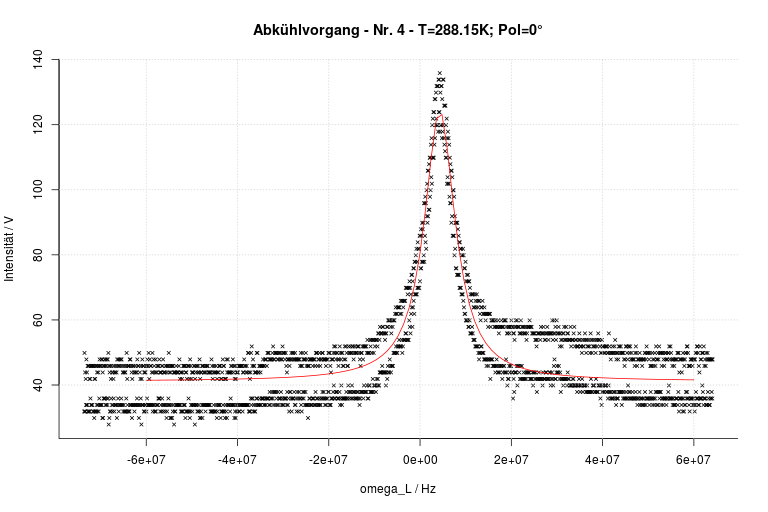 Abkühlvorgang - Nr. 4 - T=288.15K; Pol=0°
Intensität / V
140
120
100
80
60
40
-6e+07 -4e+07 -2e+07 0e+00 2e+07 4e+07 6e+07
omega_L / Hz